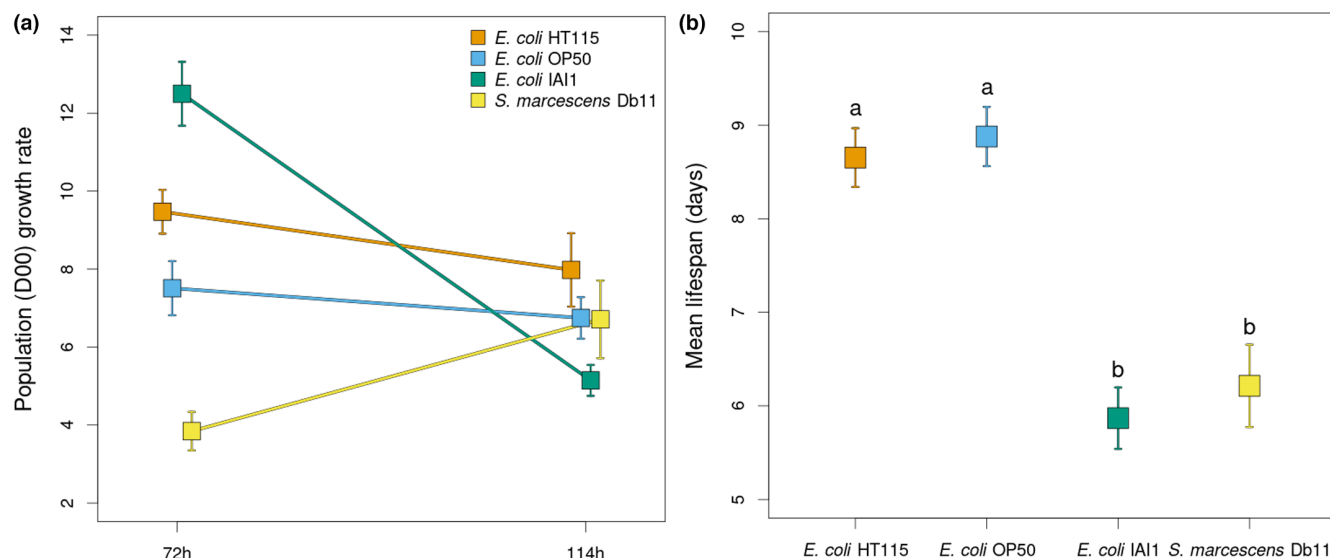 (a)
Population (D00) growth rate
14
12
10
8
6
4
2
72h
114h
E. coli HT115
E. coli OP50
E. coli IAI1
S. marcescens Db11
(b)
Mean lifespan (days)
10
9
8
7
6
5
a
a
b
b
E. coli HT115
E. coli OP50
E. coli IAI1
S. marcescens Db11